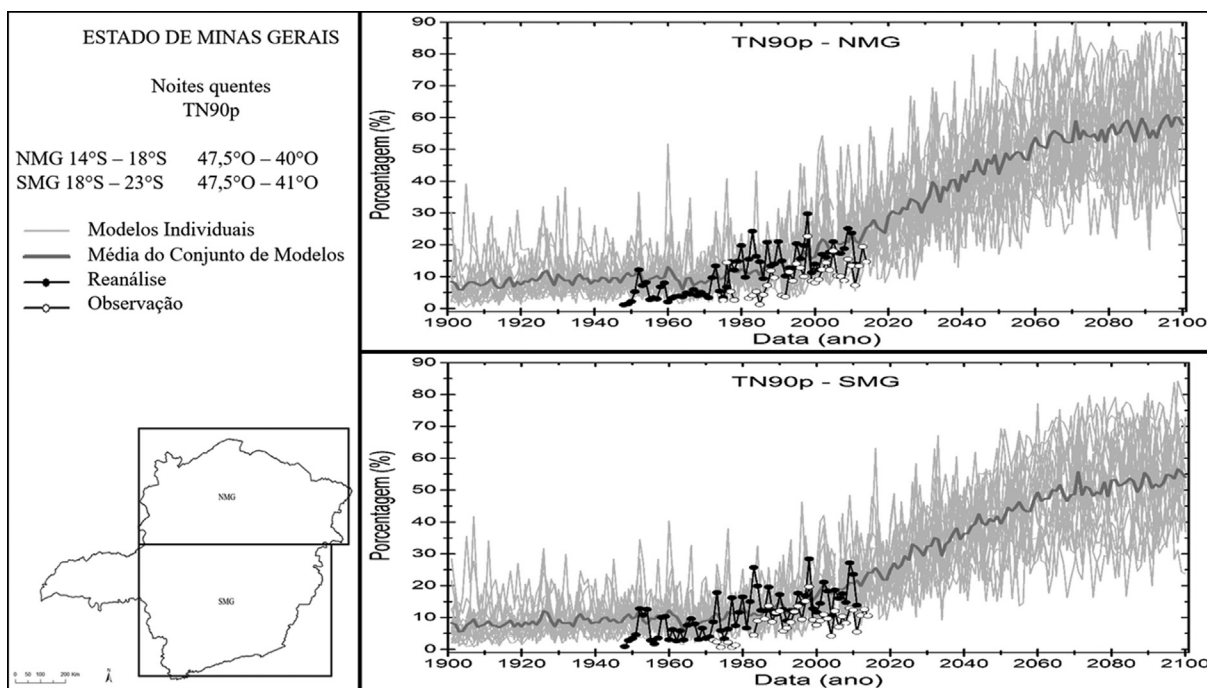 ESTADO DE MINAS GERAIS
Noites quentes
TN90p
NMG 14°S – 18°S 47,5°O – 40°O
SMG 18°S – 23°S 47,5°O – 41°O
Modelos Individuais
Média do Conjunto de Modelos
Reanálise
Observação
NMG
SMG
0 50 100 200 Km
N
TN90p - NMG
Porcentagem (%)
90
80
70
60
50
40
30
20
10
0
1900 1920 1940 1960 1980 2000 2020 2040 2060 2080 2100
Data (ano)
TN90p - SMG
Porcentagem (%)
90
80
70
60
50
40
30
20
10
0
1900 1920 1940 1960 1980 2000 2020 2040 2060 2080 2100
Data (ano)